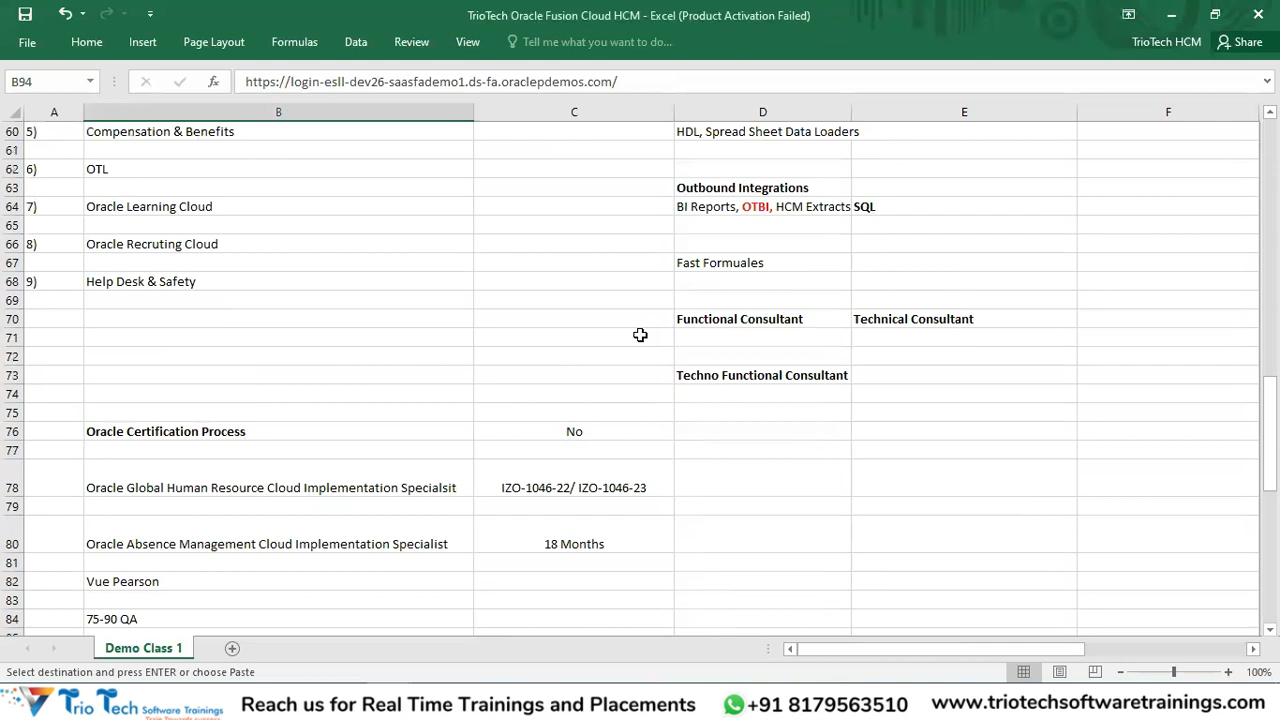 TrioTech Oracle Fusion Cloud HCM - Excel (Product Activation Failed)
File Home Insert Page Layout Formulas Data Review View Tell me what you want to do... TrioTech HCM Share
B94 fx https://login-esll-dev26-saasfademo1.ds-fa.oraclepdemos.com/
A B C D E F
60 5) Compensation & Benefits HDL, Spread Sheet Data Loaders
61
62 6) OTL
63 Outbound Integrations
64 7) Oracle Learning Cloud BI Reports, OTBI, HCM Extracts SQL
65
66 8) Oracle Recruting Cloud
67 Fast Formuales
68 9) Help Desk & Safety
69
70 Functional Consultant Technical Consultant
71
72
73 Techno Functional Consultant
74
75
76 Oracle Certification Process No
77
78 Oracle Global Human Resource Cloud Implementation Specialsit IZO-1046-22/ IZO-1046-23
79
80 Oracle Absence Management Cloud Implementation Specialist 18 Months
81
82 Vue Pearson
83
84 75-90 QA
Demo Class 1
Select destination and press ENTER or choose Paste 100%
Trio Tech Software Trainings Reach us for Real Time Trainings and Placements +91 8179563510 www.triotechsoftwaretrainings.com